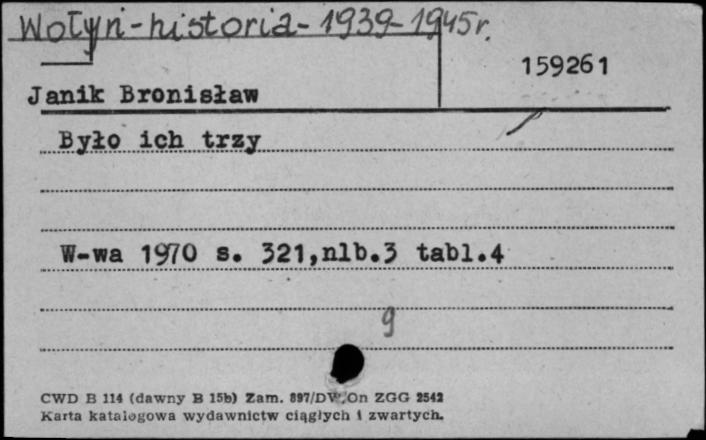 Wołyń-historia-1939-1945r.
159261
Janik Bronisław
Było ich trzy
W-wa 1970 s. 321,nlb.3 tabl.4
9
CWD B 114 (dawny B 15b) Zam. 897/DW.On ZGG 2542
Karta katalogowa wydawnictw ciągłych i zwartych.